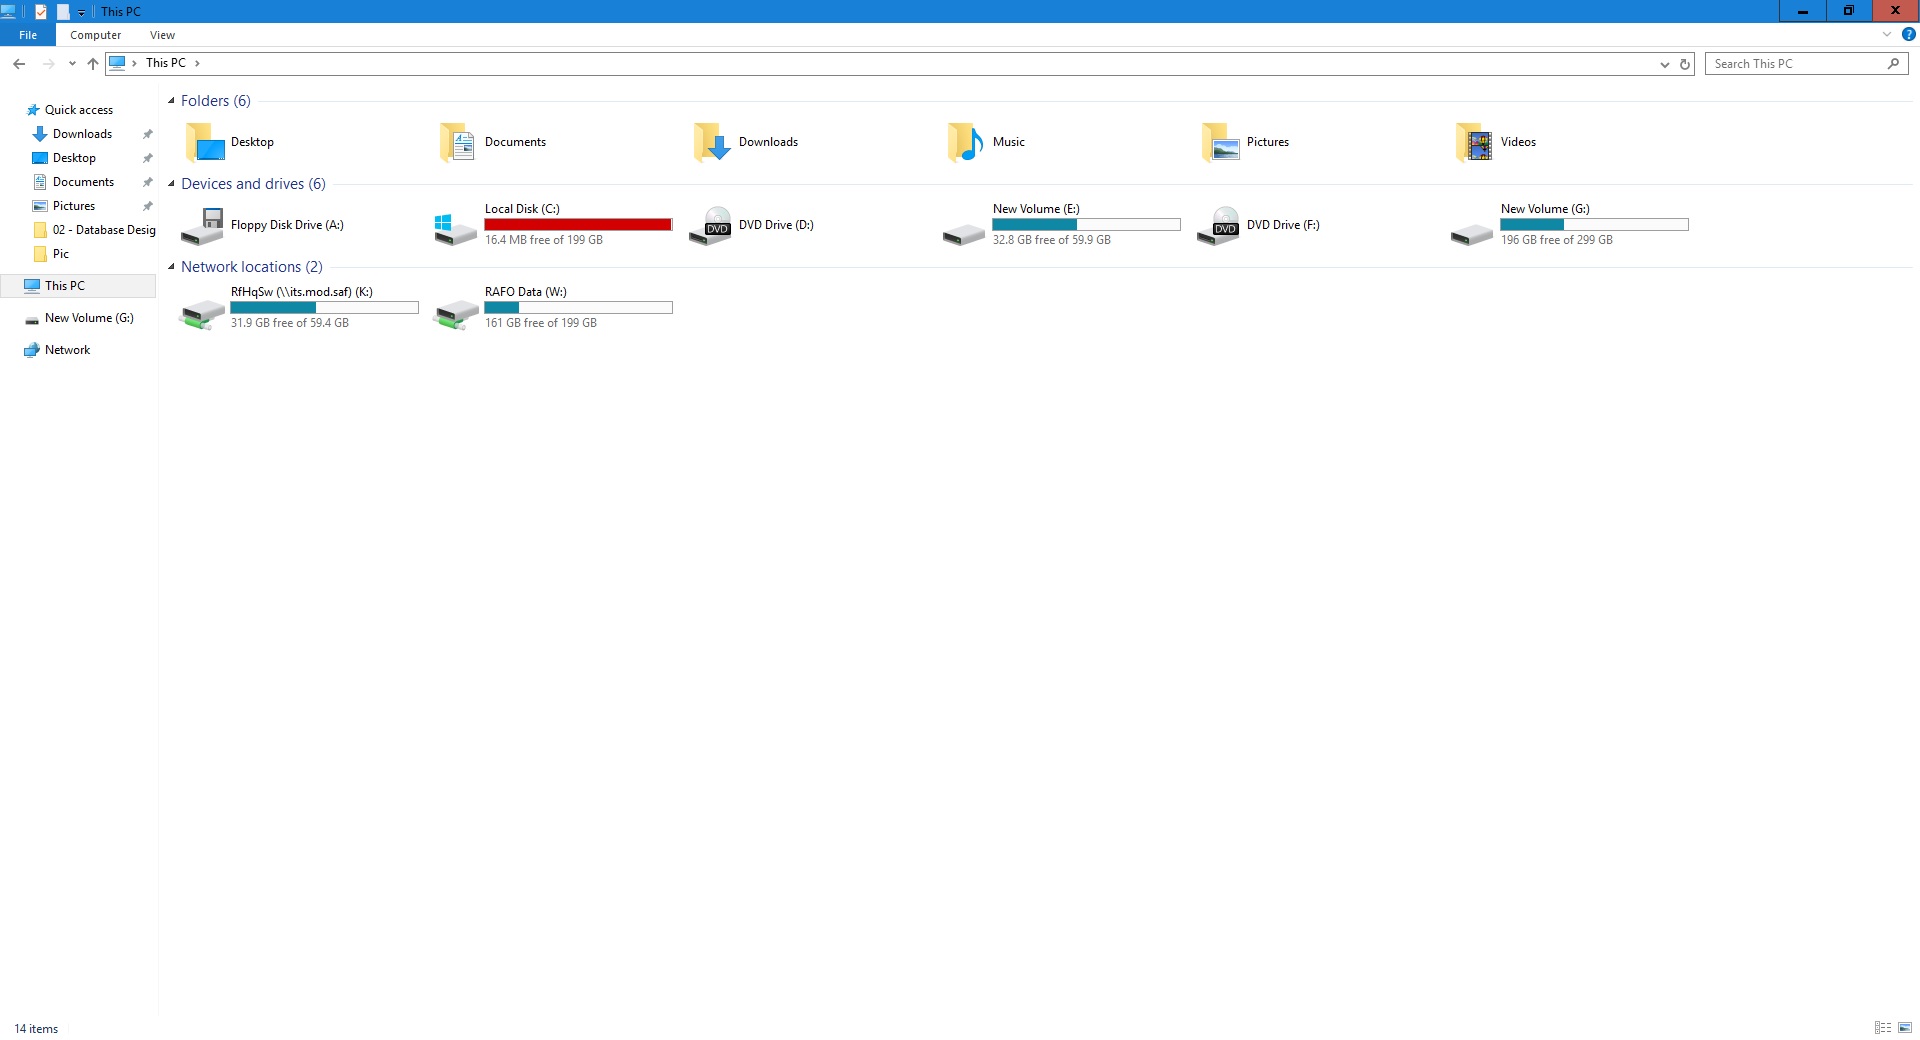 This PC
File Computer View
This PC
Search This PC
Quick access
Downloads
Desktop
Documents
Pictures
02 - Database Desig
Pic
This PC
New Volume (G:)
Network
Folders (6)
Desktop
Documents
Downloads
Music
Pictures
Videos
Devices and drives (6)
Floppy Disk Drive (A:)
Local Disk (C:)
16.4 MB free of 199 GB
DVD
DVD Drive (D:)
New Volume (E:)
32.8 GB free of 59.9 GB
DVD
DVD Drive (F:)
New Volume (G:)
196 GB free of 299 GB
Network locations (2)
RfHqSw (\\its.mod.saf) (K:)
31.9 GB free of 59.4 GB
RAFO Data (W:)
161 GB free of 199 GB
14 items